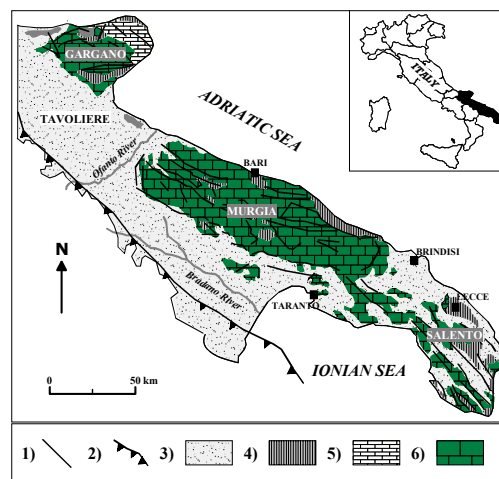 GARGANO
ITALY
TAVOLIERE
ADRIATIC SEA
Ofanto River
BARI
MURGIA
N
Bradano River
BRINDISI
TARANTO
LECCE
SALENTO
IONIAN SEA
0 50 km
1) 2) 3) 4) 5) 6)